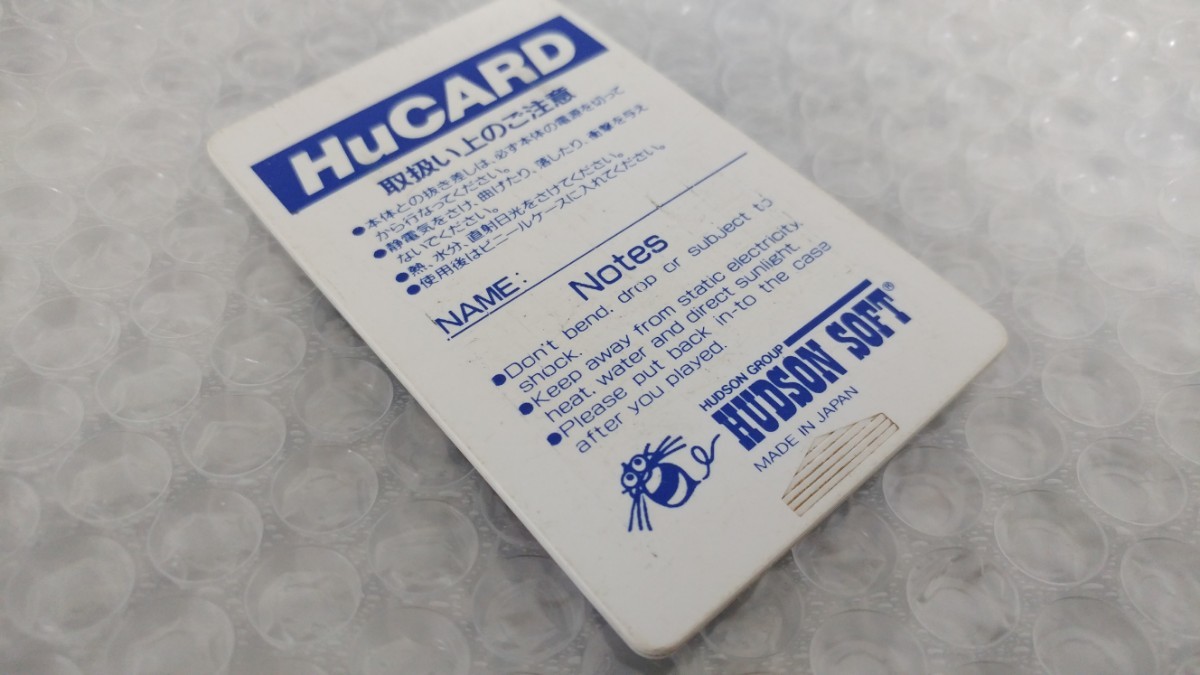 HuCARD
取扱い上のご注意
●本体との抜き差しは、必ず本体の電源を切って
から行なってください。
●静電気をさけ、曲げたり、濡したり、衝撃を与え
ないでください。
●熱、水分、直射日光をさけてください。
●使用後はビニールケースに入れてください。
NAME:
Notes
●Don't bend, drop or subject to
shock.
●Keep away from static electricity,
heat, water and direct sunlight.
●Please put back in-to the case
after you played.
HUDSON GROUP
HUDSON SOFT®
MADE IN JAPAN